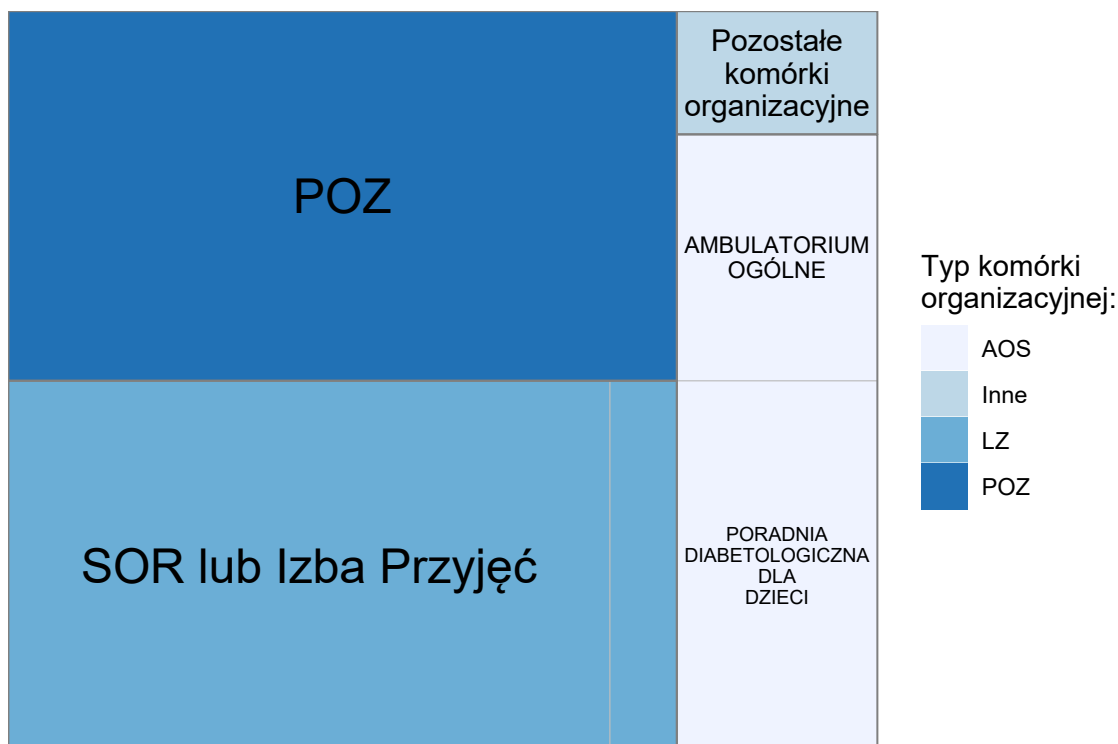 POZ
Pozostałe
komórki
organizacyjne
AMBULATORIUM
OGÓLNE
SOR lub Izba Przyjęć
PORADNIA
DIABETOLOGICZNA
DLA
DZIECI
Typ komórki
organizacyjnej:
AOS
Inne
LZ
POZ